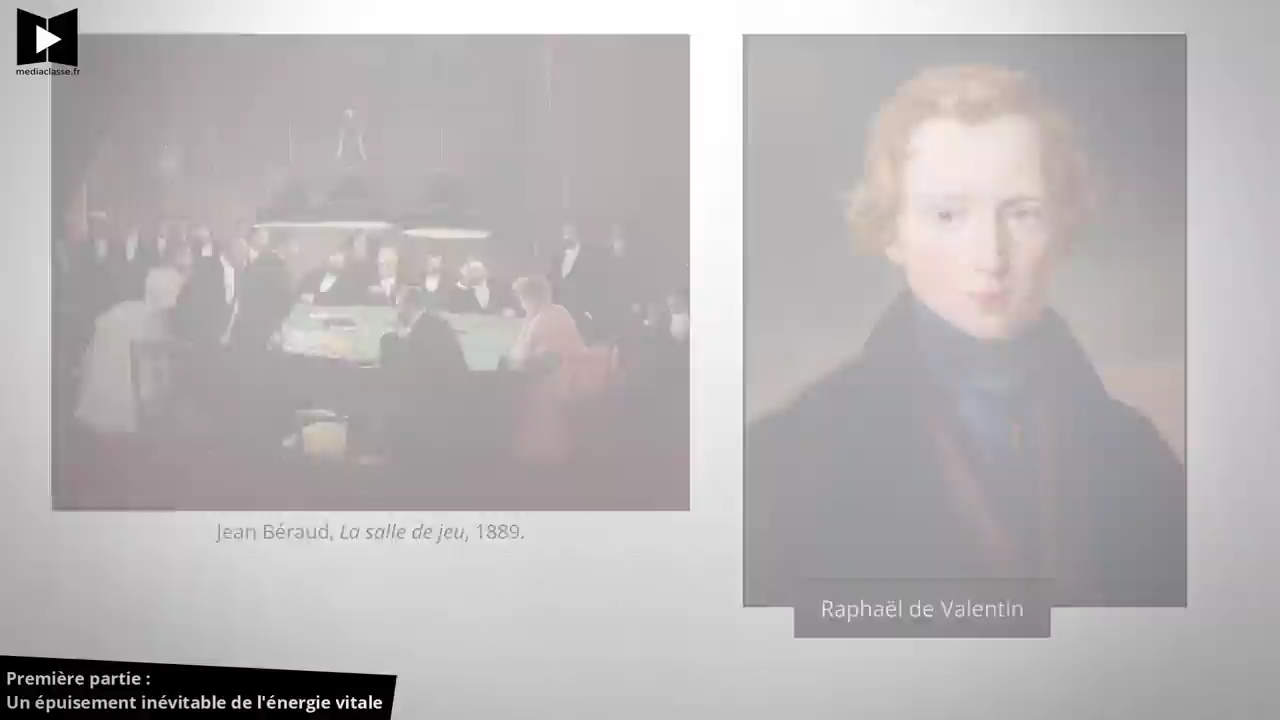 mediaclasse.fr
Jean Béraud, La salle de jeu, 1889.
Raphaël de Valentin
Première partie :
Un épuisement inévitable de l'énergie vitale